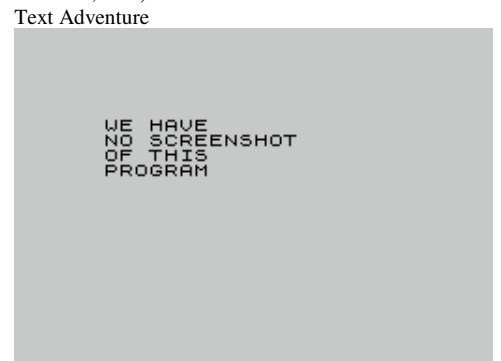 Text Adventure
WE HAVE
NO SCREENSHOT
OF THIS
PROGRAM